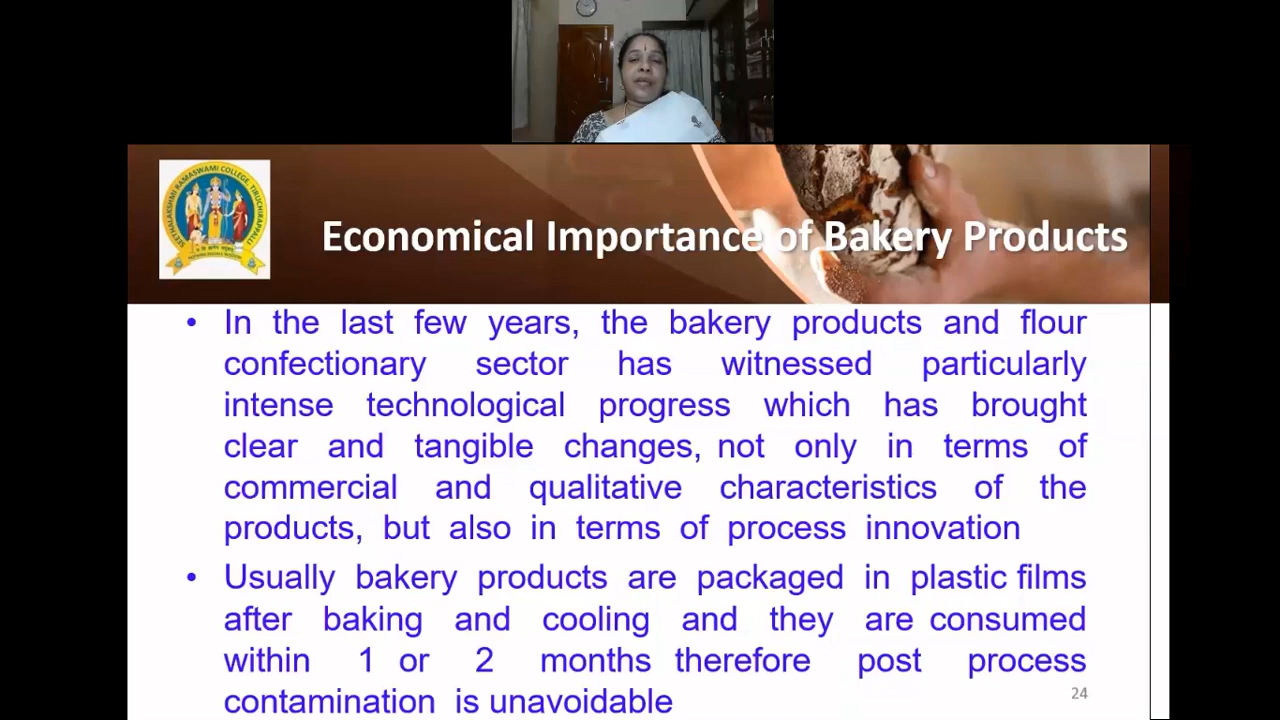 SEETHALAKSHMI RAMASWAMI COLLEGE, TIRUCHIRAPPALLI
Economical Importance of Bakery Products
• In the last few years, the bakery products and flour
confectionary sector has witnessed particularly
intense technological progress which has brought
clear and tangible changes, not only in terms of
commercial and qualitative characteristics of the
products, but also in terms of process innovation
• Usually bakery products are packaged in plastic films
after baking and cooling and they are consumed
within 1 or 2 months therefore post process
contamination is unavoidable
24